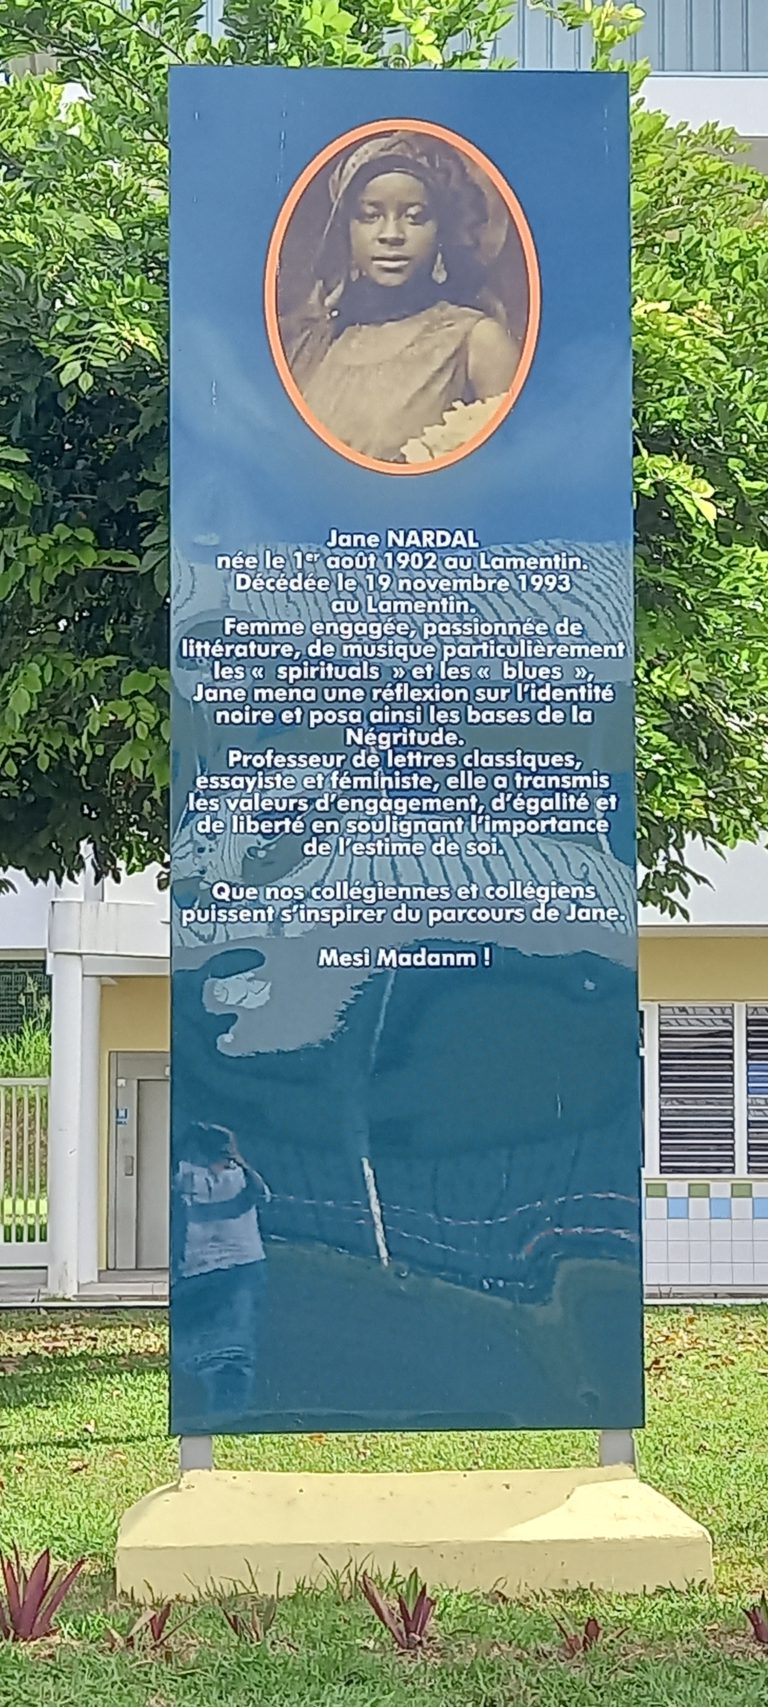 Jane NARDAL
née le 1er août 1902 au Lamentin.
Décédée le 19 novembre 1993
au Lamentin.
Femme engagée, passionnée de
littérature, de musique particulièrement
les « spirituals » et les « blues »,
Jane mena une réflexion sur l'identité
noire et posa ainsi les bases de la
Négritude.
Professeur de lettres classiques,
essayiste et féministe, elle a transmis
les valeurs d'engagement, d'égalité et
de liberté en soulignant l'importance
de l'estime de soi.
Que nos collégiennes et collégiens
puissent s'inspirer du parcours de Jane.
Mesi Madanm !